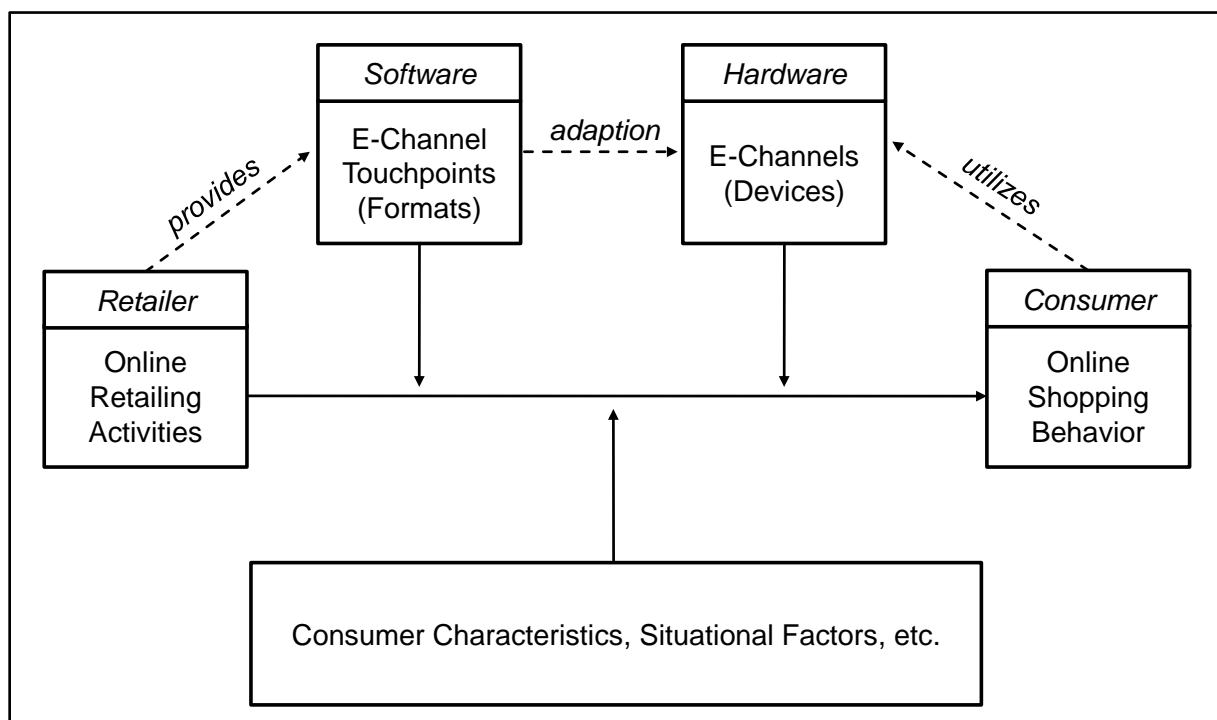 Software
E-Channel
Touchpoints
(Formats)
adaption
Hardware
E-Channels
(Devices)
provides
utilizes
Retailer
Online
Retailing
Activities
Consumer
Online
Shopping
Behavior
Consumer Characteristics, Situational Factors, etc.